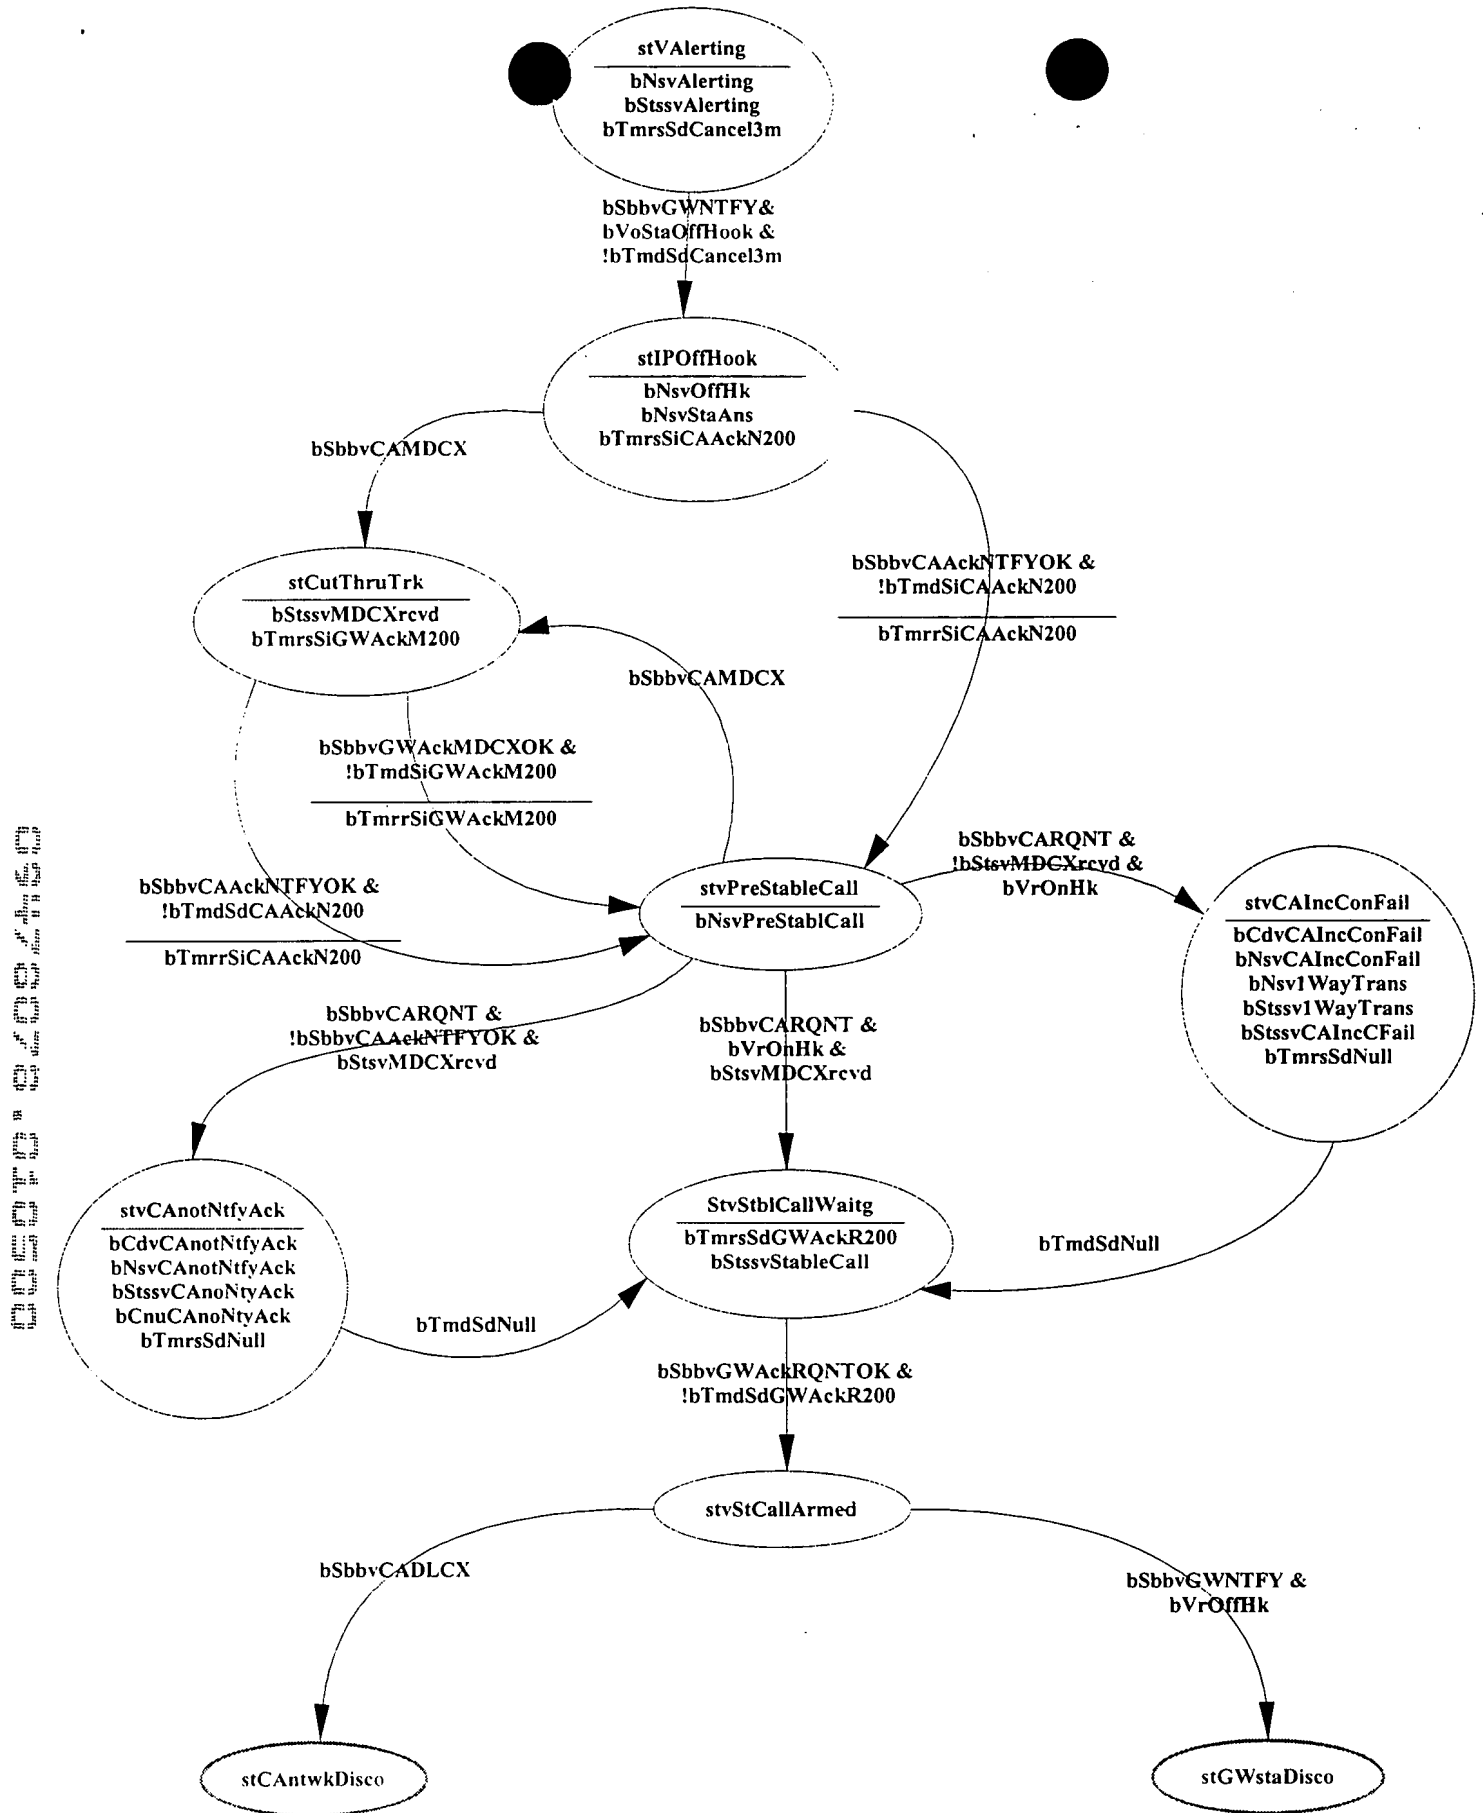 stVAlerting
bNsvAlerting
bStssvAlerting
bTmrsSdCancel3m
bSbbvGWNTFY&
bVoStaOffHook &
!bTmdSdCancel3m
stIPOffHook
bNsvOffHk
bNsvStaAns
bTmrsSiCAAckN200
bSbbvCAMDCX
bSbbvCAAckNTFYOK &
!bTmdSiCAAckN200
bTmrrSiCAAckN200
stCutThruTrk
bStssvMDCXrcvd
bTmrsSiGWAckM200
bSbbvCAMDCX
bSbbvGWAckMDCXOK &
!bTmdSiGWAckM200
bTmrrSiGWAckM200
bSbbvCAAckNTFYOK &
!bTmdSdCAAckN200
bTmrrSiCAAckN200
stvPreStableCall
bNsvPreStablCall
bSbbvCARQNT &
!bStsvMDCXrcvd &
bVrOnHk
stvCAIncConFail
bCdvCAIncConFail
bNsvCAIncConFail
bNsv1WayTrans
bStssv1WayTrans
bStssvCAIncCFail
bTmrsSdNull
bSbbvCARQNT &
!bSbbvCAAckNTFYOK &
bStsvMDCXrcvd
bSbbvCARQNT &
bVrOnHk &
bStsvMDCXrcvd
stvCAnotNtfyAck
bCdvCAnotNtfyAck
bNsvCAnotNtfyAck
bStssvCAnoNtyAck
bCnuCAnoNtyAck
bTmrsSdNull
StvStblCallWaitg
bTmrsSdGWAckR200
bStssvStableCall
bTmdSdNull
bTmdSdNull
bSbbvGWAckRQNTOK &
!bTmdSdGWAckR200
stvStCallArmed
bSbbvCADLCX
bSbbvGWNTFY &
bVrOffHk
stCAntwkDisco
stGWstaDisco